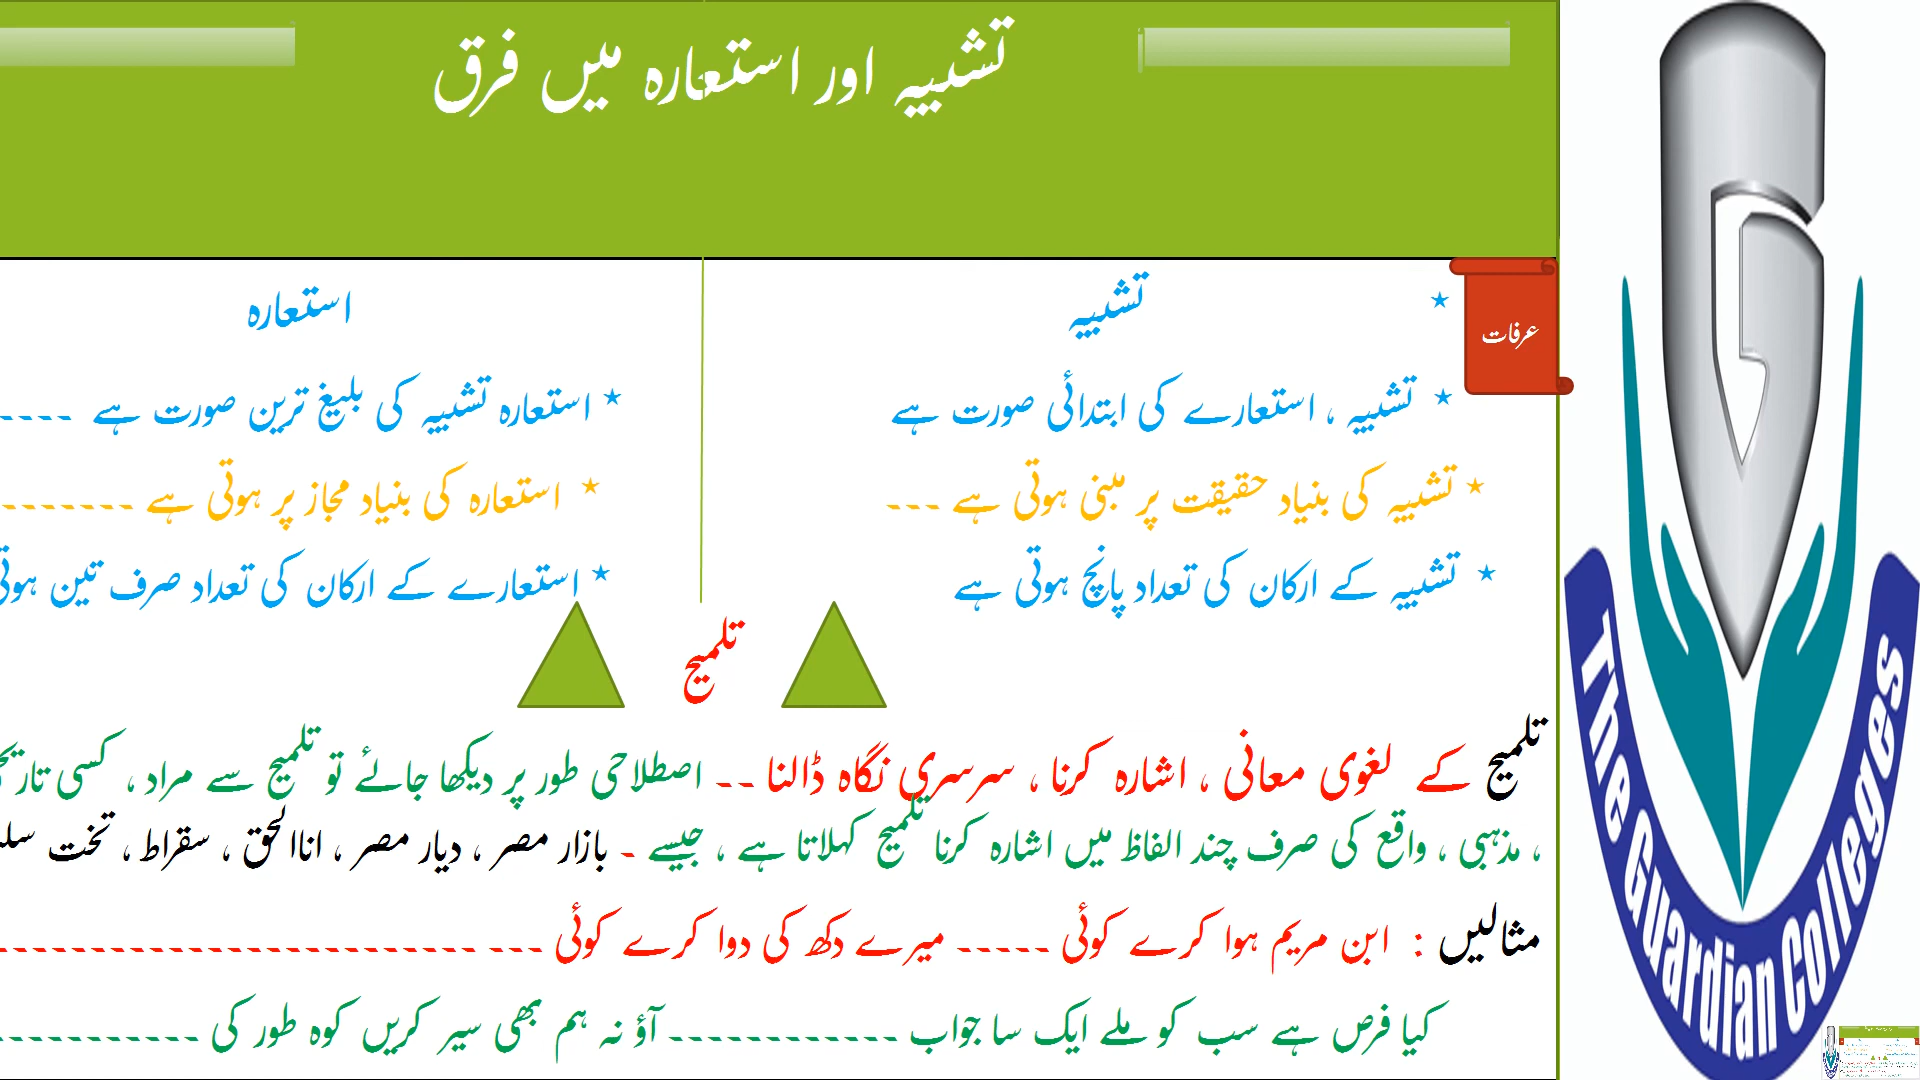 تشبیہ اور استعارہ میں فرق
عرفات
* تشبیہ
استعارہ
* تشبیہ ، استعارے کی ابتدائی صورت ہے
* استعارہ تشبیہ کی بلیغ ترین صورت ہے ۔۔۔۔
* تشبیہ کی بنیاد حقیقت پر مبنی ہوتی ہے ۔۔۔
* استعارہ کی بنیاد مجاز پر ہوتی ہے ۔۔۔۔۔۔۔
* تشبیہ کے ارکان کی تعداد پانچ ہوتی ہے
* استعارے کے ارکان کی تعداد صرف تین ہوتی
تلمیح
تلمیح کے لغوی معانی ، اشارہ کرنا ، سرسری نگاہ ڈالنا ۔۔ اصطلاحی طور پر دیکھا جائے تو تلمیح سے مراد ، کسی
، مذہبی ، واقع کی صرف چند الفاظ میں اشارہ کرنا تلمیح کہلاتا ہے ، جیسے ۔ بازار مصر ، دیار مصر ، اناالحق ، سقراط ، تخت
مثالیں : ابن مریم ہوا کرے کوئی ۔۔۔۔۔ میرے دکھ کی دوا کرے کوئی ۔۔۔۔۔۔۔۔۔۔۔۔۔۔۔۔۔۔۔۔۔۔۔۔
کیا فرص ہے سب کو ملے ایک سا جواب ۔۔۔۔۔۔۔۔۔۔۔۔ آؤ نہ ہم بھی سیر کریں کوہ طور کی ۔۔۔۔۔۔۔۔۔۔۔
The Guardian Colleges